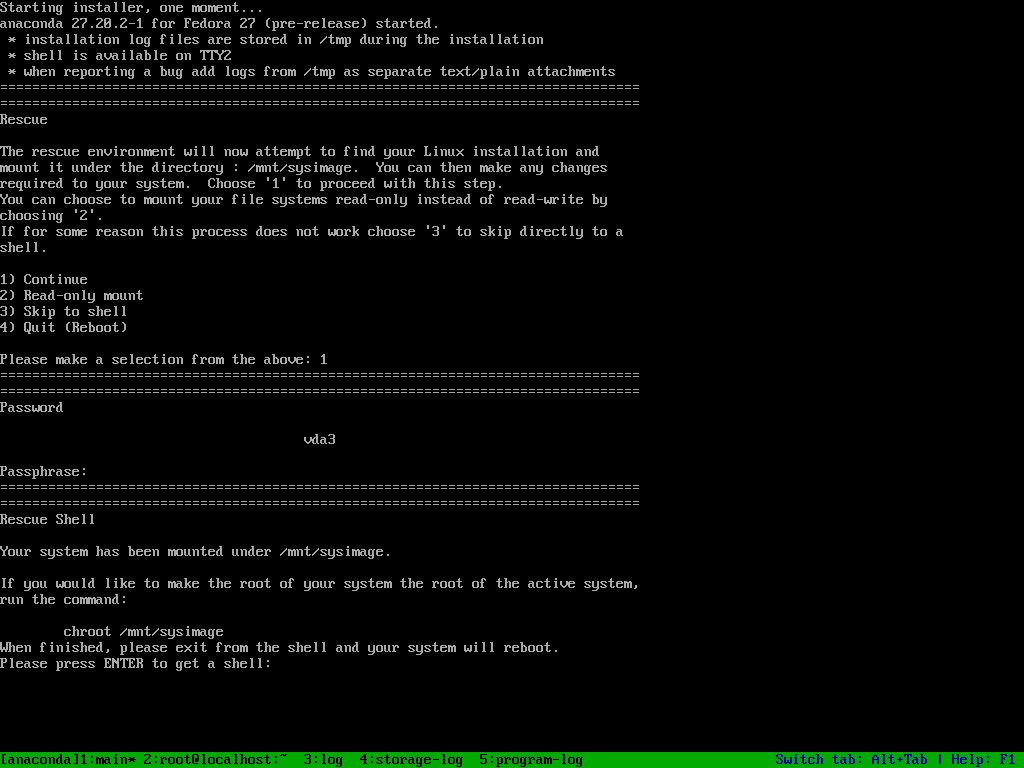 Starting installer, one moment...
anaconda 27.20.2-1 for Fedora 27 (pre-release) started.
 * installation log files are stored in /tmp during the installation
 * shell is available on TTY2
 * when reporting a bug add logs from /tmp as separate text/plain attachments
================================================================================
================================================================================
Rescue
The rescue environment will now attempt to find your Linux installation and
mount it under the directory : /mnt/sysimage.  You can then make any changes
required to your system.  Choose '1' to proceed with this step.
You can choose to mount your file systems read-only instead of read-write by
choosing '2'.
If for some reason this process does not work choose '3' to skip directly to a
shell.
1) Continue
2) Read-only mount
3) Skip to shell
4) Quit (Reboot)
Please make a selection from the above: 1
================================================================================
================================================================================
Password
vda3
Passphrase:
================================================================================
================================================================================
Rescue Shell
Your system has been mounted under /mnt/sysimage.
If you would like to make the root of your system the root of the active system,
run the command:
        chroot /mnt/sysimage
When finished, please exit from the shell and your system will reboot.
Please press ENTER to get a shell:
[anaconda]1:main* 2:root@localhost:~  3:log  4:storage-log  5:program-log Switch tab: Alt+Tab | Help: F1